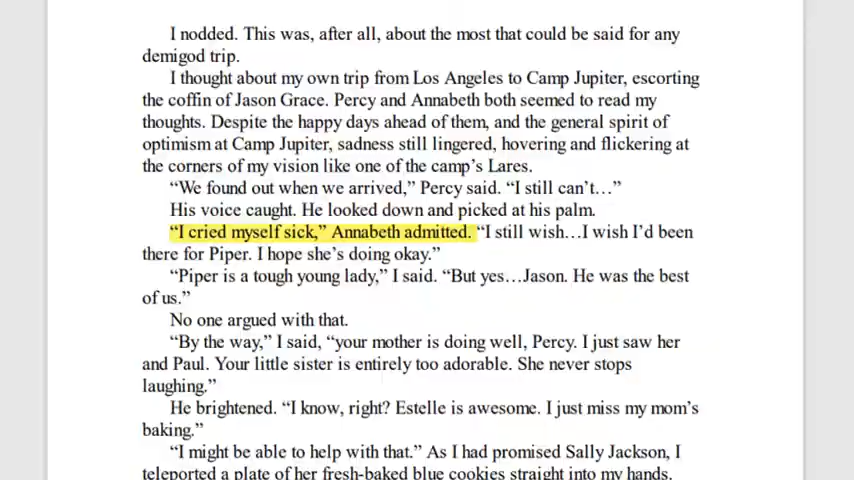 I nodded. This was, after all, about the most that could be said for any
demigod trip.
I thought about my own trip from Los Angeles to Camp Jupiter, escorting
the coffin of Jason Grace. Percy and Annabeth both seemed to read my
thoughts. Despite the happy days ahead of them, and the general spirit of
optimism at Camp Jupiter, sadness still lingered, hovering and flickering at
the corners of my vision like one of the camp’s Lares.
“We found out when we arrived,” Percy said. “I still can’t…”
His voice caught. He looked down and picked at his palm.
“I cried myself sick,” Annabeth admitted. “I still wish…I wish I’d been
there for Piper. I hope she’s doing okay.”
“Piper is a tough young lady,” I said. “But yes…Jason. He was the best
of us.”
No one argued with that.
“By the way,” I said, “your mother is doing well, Percy. I just saw her
and Paul. Your little sister is entirely too adorable. She never stops
laughing.”
He brightened. “I know, right? Estelle is awesome. I just miss my mom’s
baking.”
“I might be able to help with that.” As I had promised Sally Jackson, I
teleported a plate of her fresh-baked blue cookies straight into my hands.